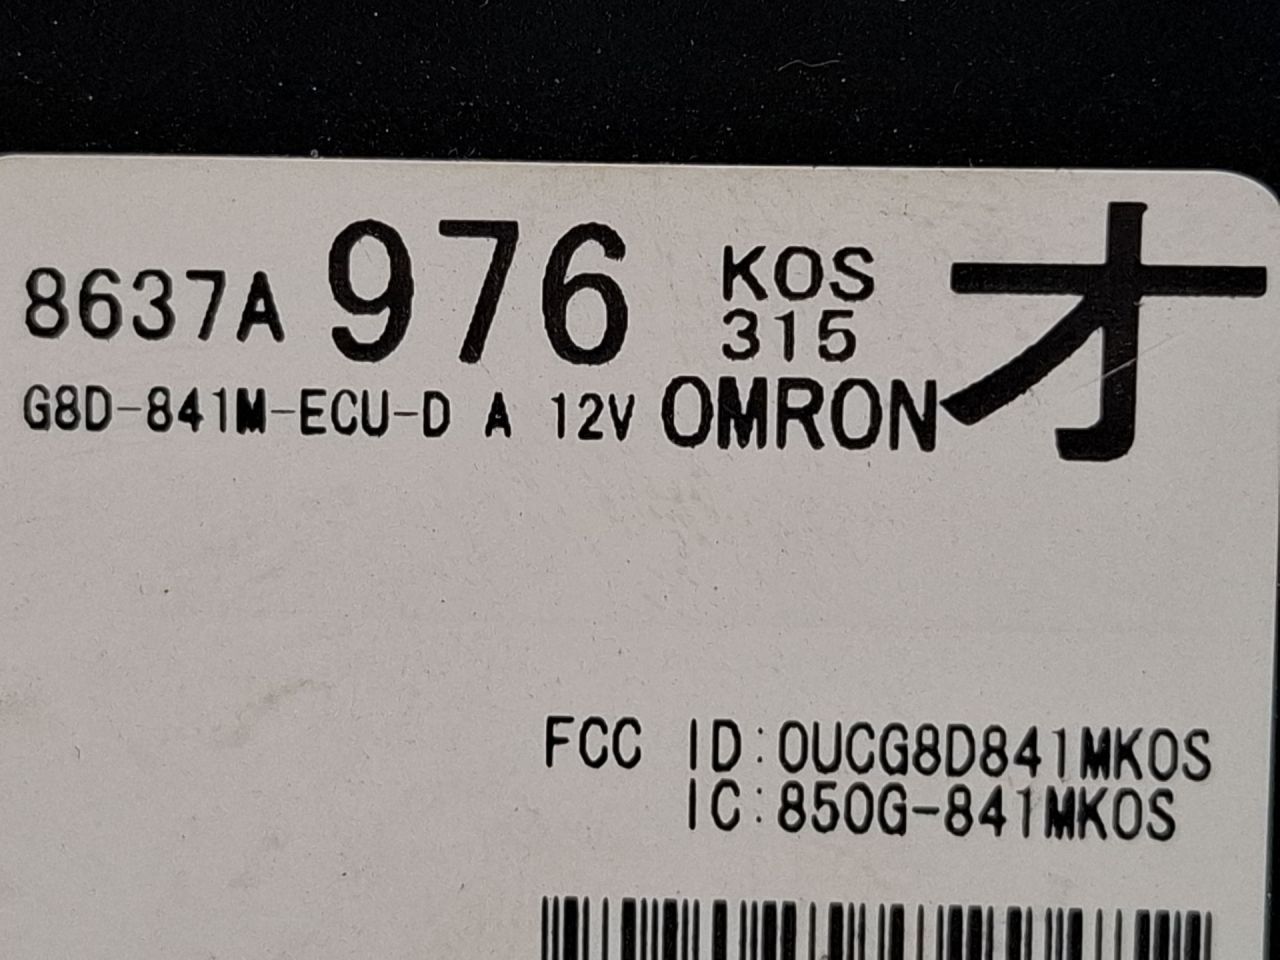 8637A 976 KOS 315 オ
G8D-841M-ECU-D A 12V OMRON
FCC ID:OUCG8D841MKOS
IC:850G-841MKOS